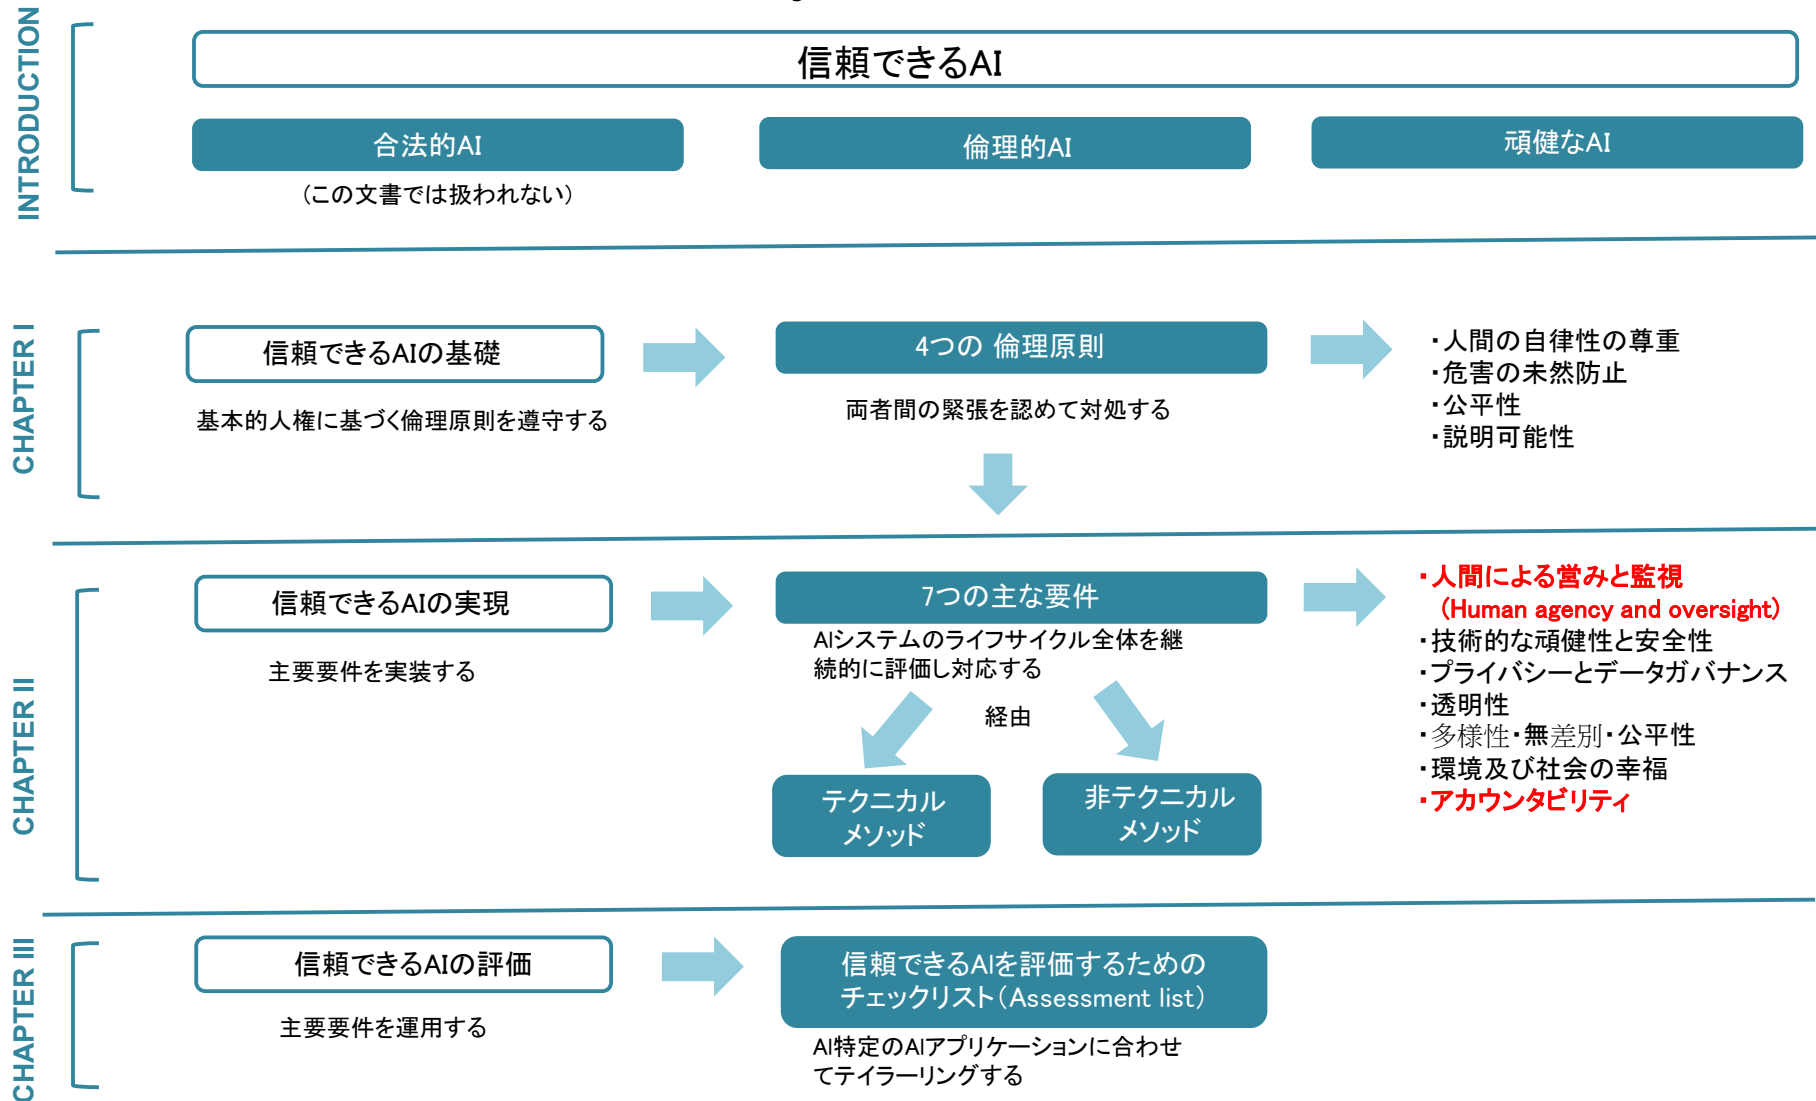 INTRODUCTION
信頼できるAI
合法的AI
倫理的AI
頑健なAI
(この文書では扱われない)
CHAPTER I
信頼できるAIの基礎
4つの 倫理原則
・人間の自律性の尊重
・危害の未然防止
・公平性
・説明可能性
基本的人権に基づく倫理原則を遵守する
両者間の緊張を認めて対処する
CHAPTER II
信頼できるAIの実現
7つの主な要件
・人間による営みと監視
(Human agency and oversight)
・技術的な頑健性と安全性
・プライバシーとデータガバナンス
・透明性
・多様性・無差別・公平性
・環境及び社会の幸福
・アカウンタビリティ
主要要件を実装する
AIシステムのライフサイクル全体を継
続的に評価し対応する
経由
テクニカル
メソッド
非テクニカル
メソッド
CHAPTER III
信頼できるAIの評価
信頼できるAIを評価するための
チェックリスト(Assessment list)
主要要件を運用する
AI特定のAIアプリケーションに合わせ
てテイラーリングする